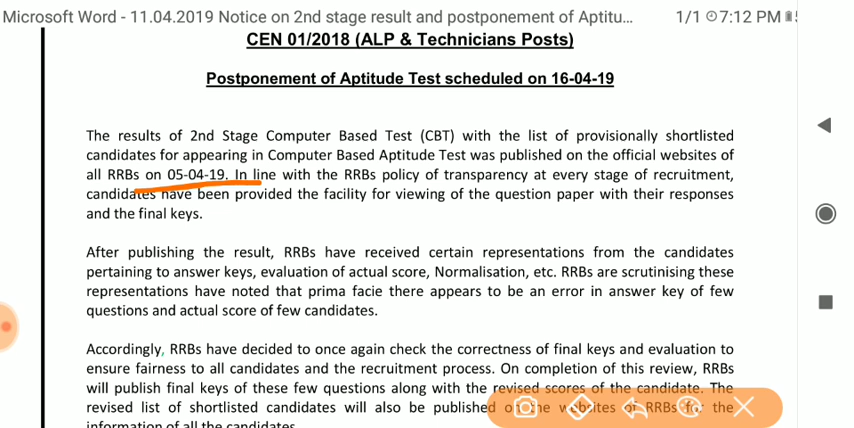 Microsoft Word - 11.04.2019 Notice on 2nd stage result and postponement of Aptitu...
1/1 7:12 PM
CEN 01/2018 (ALP & Technicians Posts)
Postponement of Aptitude Test scheduled on 16-04-19
The results of 2nd Stage Computer Based Test (CBT) with the list of provisionally shortlisted
candidates for appearing in Computer Based Aptitude Test was published on the official websites of
all RRBs on 05-04-19. In line with the RRBs policy of transparency at every stage of recruitment,
candidates have been provided the facility for viewing of the question paper with their responses
and the final keys.
After publishing the result, RRBs have received certain representations from the candidates
pertaining to answer keys, evaluation of actual score, Normalisation, etc. RRBs are scrutinising these
representations have noted that prima facie there appears to be an error in answer key of few
questions and actual score of few candidates.
Accordingly, RRBs have decided to once again check the correctness of final keys and evaluation to
ensure fairness to all candidates and the recruitment process. On completion of this review, RRBs
will publish final keys of these few questions along with the revised scores of the candidate. The
revised list of shortlisted candidates will also be published on the websites of RRBs for the
information of all the candidates.